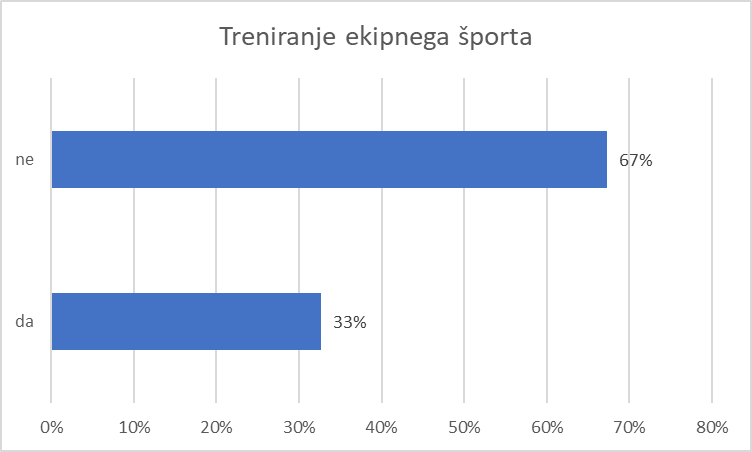 Treniranje ekipnega športa
ne
67%
da
33%
0% 10% 20% 30% 40% 50% 60% 70% 80%